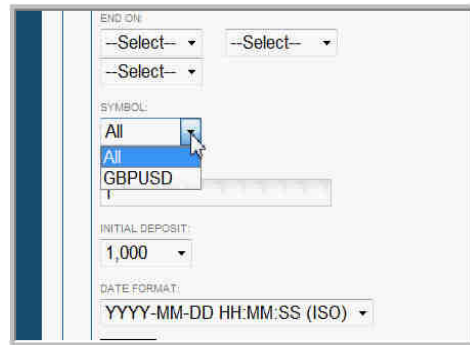 END ON:
--Select-- --Select--
--Select--
SYMBOL:
All
All
GBPUSD
INITIAL DEPOSIT:
1,000
DATE FORMAT:
YYYY-MM-DD HH:MM:SS (ISO)